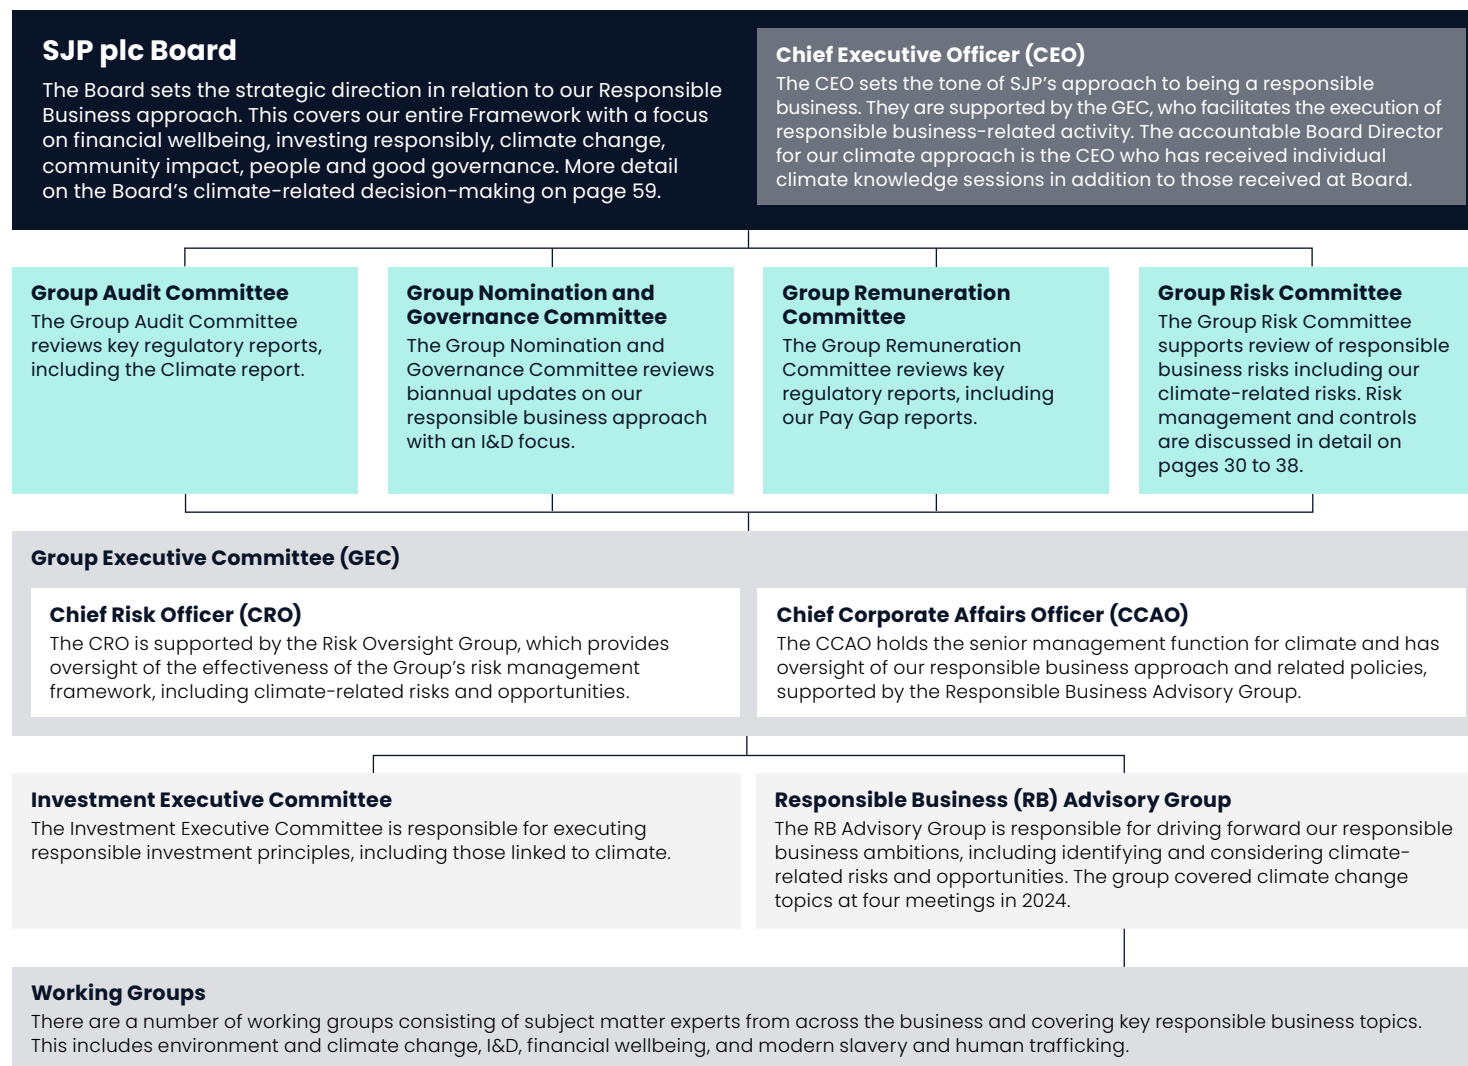 SJP plc Board
The Board sets the strategic direction in relation to our Responsible
Business approach. This covers our entire Framework with a focus
on financial wellbeing, investing responsibly, climate change,
community impact, people and good governance. More detail
on the Board's climate-related decision-making on page 59.
Chief Executive Officer (CEO)
The CEO sets the tone of SJP's approach to being a responsible
business. They are supported by the GEC, who facilitates the execution of
responsible business-related activity. The accountable Board Director
for our climate approach is the CEO who has received individual
climate knowledge sessions in addition to those received at Board.
Group Audit Committee
The Group Audit Committee
reviews key regulatory reports,
including the Climate report.
Group Nomination and
Governance Committee
The Group Nomination and
Governance Committee reviews
biannual updates on our
responsible business approach
with an I&D focus.
Group Remuneration
Committee
The Group Remuneration
Committee reviews key
regulatory reports, including
our Pay Gap reports.
Group Risk Committee
The Group Risk Committee
supports review of responsible
business risks including our
climate-related risks. Risk
management and controls
are discussed in detail on
pages 30 to 38.
Group Executive Committee (GEC)
Chief Risk Officer (CRO)
The CRO is supported by the Risk Oversight Group, which provides
oversight of the effectiveness of the Group's risk management
framework, including climate-related risks and opportunities.
Chief Corporate Affairs Officer (CCAO)
The CCAO holds the senior management function for climate and has
oversight of our responsible business approach and related policies,
supported by the Responsible Business Advisory Group.
Investment Executive Committee
The Investment Executive Committee is responsible for executing
responsible investment principles, including those linked to climate.
Responsible Business (RB) Advisory Group
The RB Advisory Group is responsible for driving forward our responsible
business ambitions, including identifying and considering climate-
related risks and opportunities. The group covered climate change
topics at four meetings in 2024.
Working Groups
There are a number of working groups consisting of subject matter experts from across the business and covering key responsible business topics.
This includes environment and climate change, I&D, financial wellbeing, and modern slavery and human trafficking.